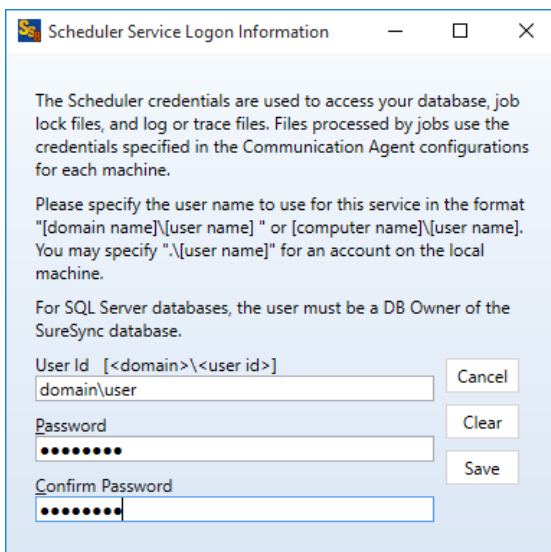 Scheduler Service Logon Information
The Scheduler credentials are used to access your database, job
lock files, and log or trace files. Files processed by jobs use the
credentials specified in the Communication Agent configurations
for each machine.
Please specify the user name to use for this service in the format
"[domain name]\[user name] " or [computer name]\[user name].
You may specify ".\[user name]" for an account on the local
machine.
For SQL Server databases, the user must be a DB Owner of the
SureSync database.
User Id   [<domain>\<user id>]
domain\user
Cancel
Password
●●●●●●●●
Clear
Confirm Password
●●●●●●●●
Save